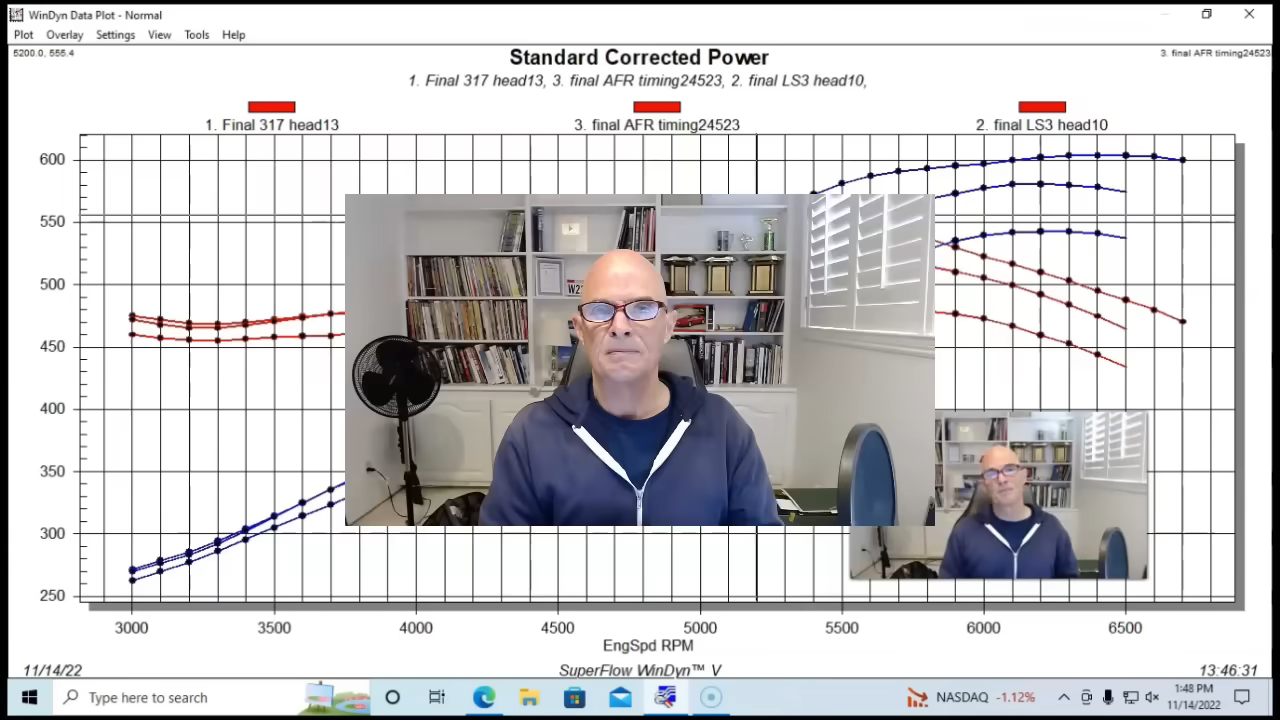 WinDyn Data Plot - Normal
Plot Overlay Settings View Tools Help
5200.0, 555.4
3. final AFR timing24523
Standard Corrected Power
1. Final 317 head13, 3. final AFR timing24523, 2. final LS3 head10,
1. Final 317 head13
3. final AFR timing24523
2. final LS3 head10
600
550
500
450
400
350
300
250
3000 3500 4000 4500 5000 5500 6000 6500
EngSpd RPM
11/14/22
SuperFlow WinDyn™ V
13:46:31
Type here to search
NASDAQ -1.12%
1:48 PM
11/14/2022